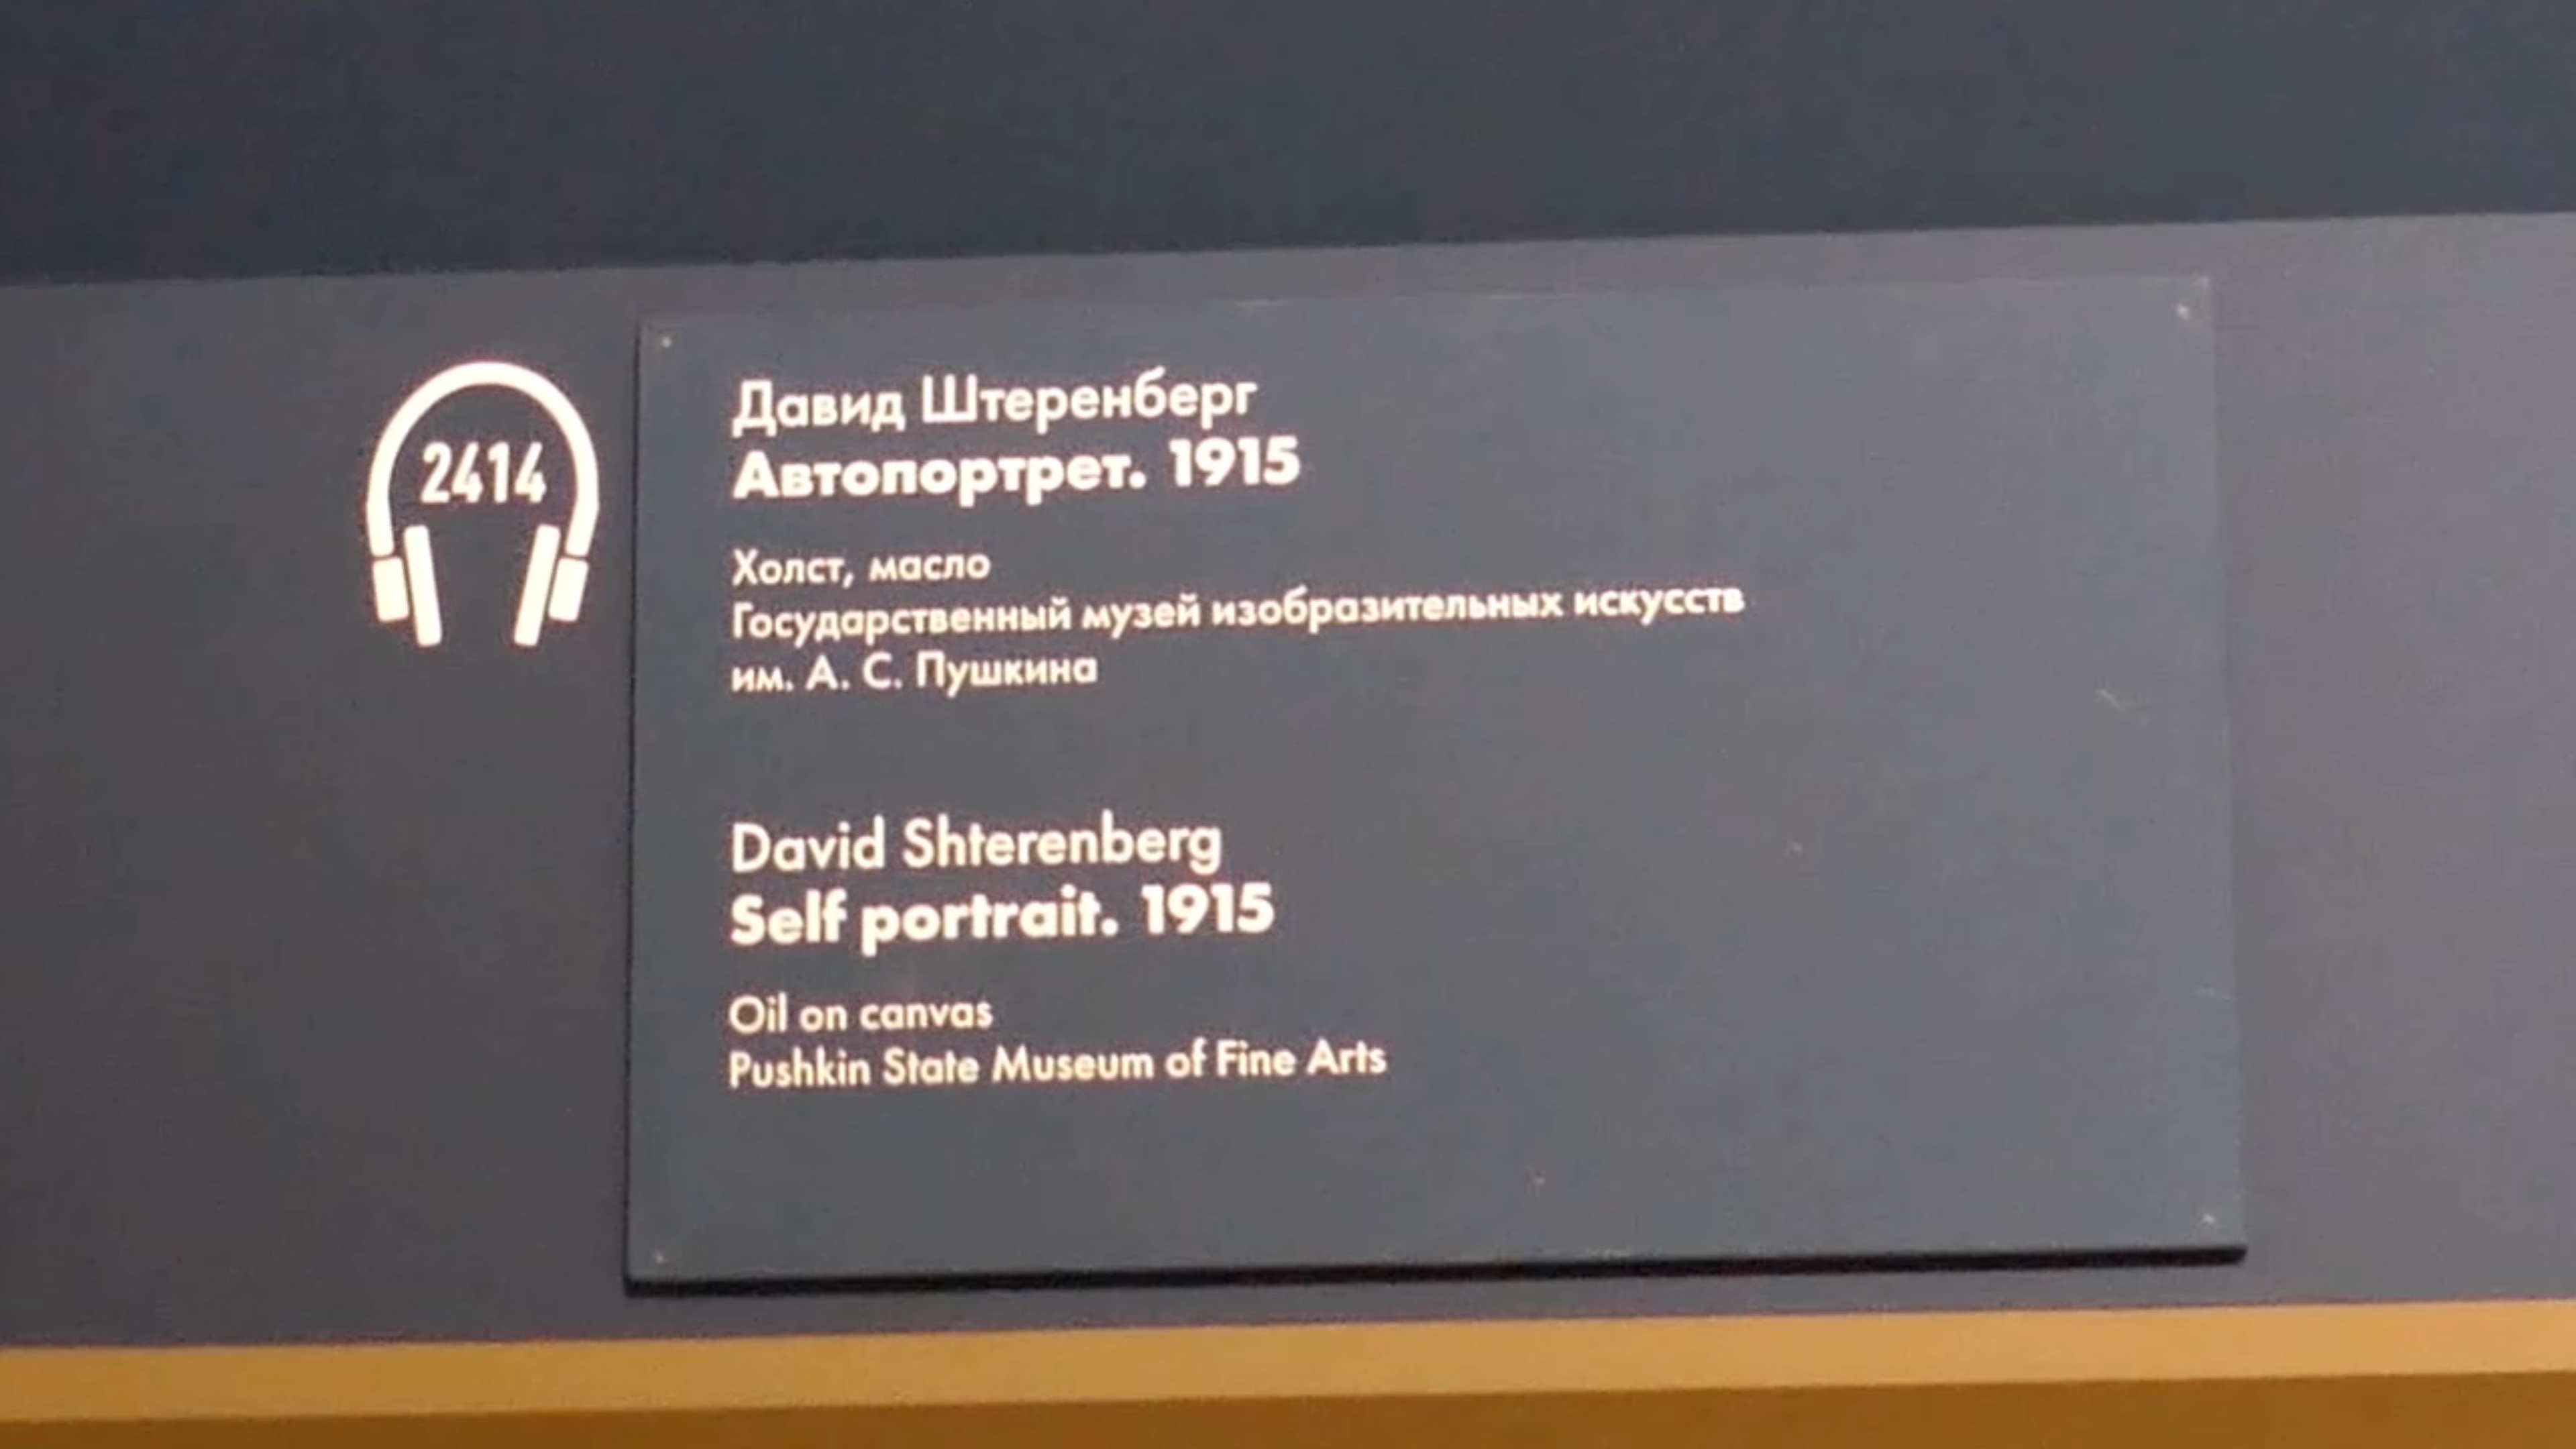 2414
Давид Штеренберг
Автопортрет. 1915
Холст, масло
Государственный музей изобразительных искусств
им. А. С. Пушкина
David Shterenberg
Self portrait. 1915
Oil on canvas
Pushkin State Museum of Fine Arts